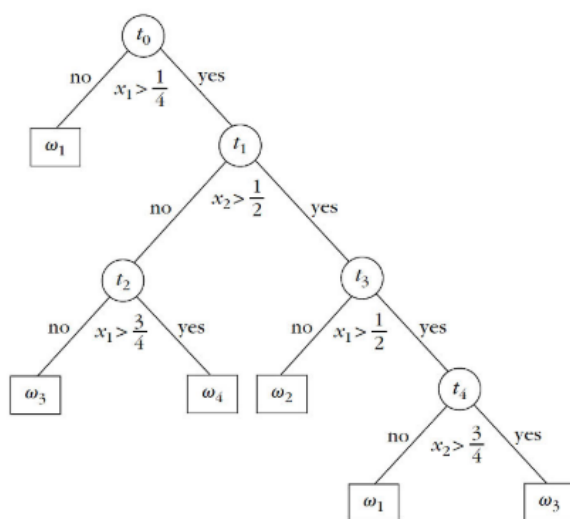 t₀
no x₁ > 1/4 yes
ω₁ t₁
no x₂ > 1/2 yes
t₂ t₃
no x₁ > 3/4 yes no x₁ > 1/2 yes
ω₃ ω₄ ω₂ t₄
no x₂ > 3/4 yes
ω₁ ω₃